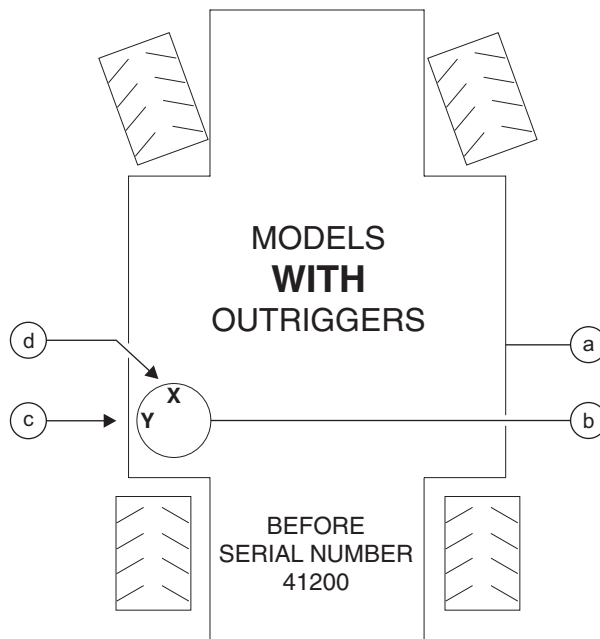 MODELS
WITH
OUTRIGGERS
d
X
a
c
Y
b
BEFORE
SERIAL NUMBER
41200